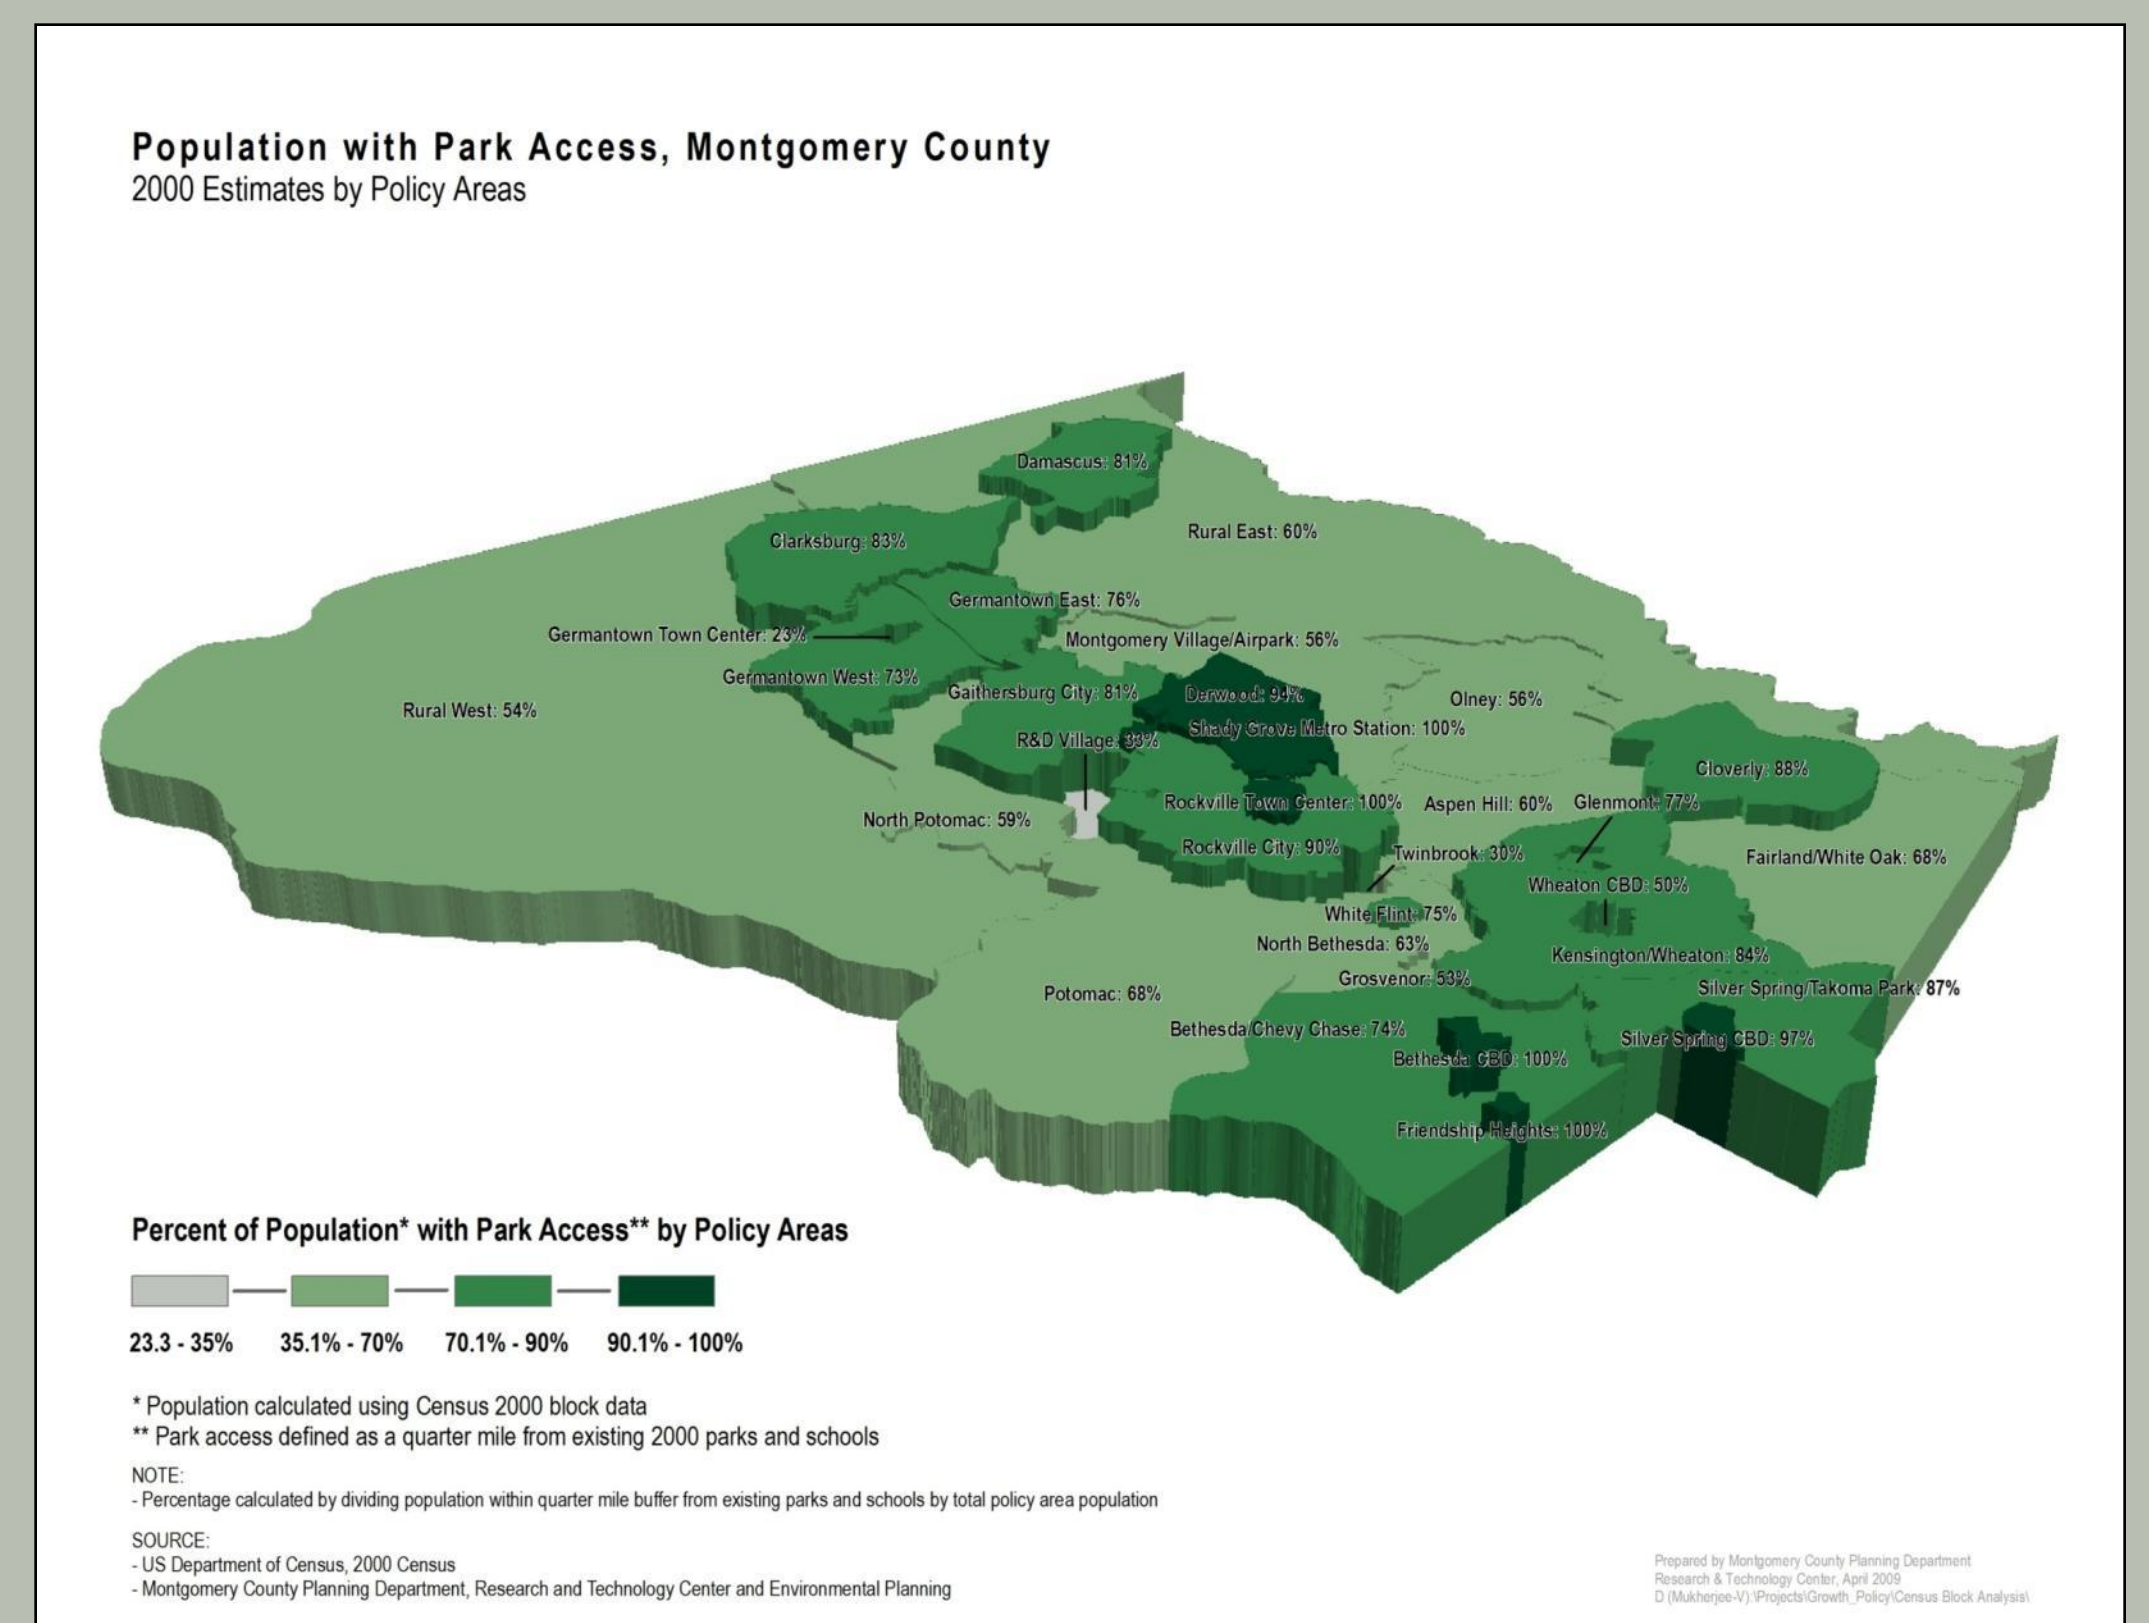 Population with Park Access, Montgomery County
2000 Estimates by Policy Areas
Damascus: 81%
Rural East: 60%
Clarksburg: 83%
Germantown East: 76%
Germantown Town Center: 23%
Montgomery Village/Airpark: 56%
Germantown West: 73%
Gaithersburg City: 81%
Derwood: 94%
Olney: 56%
Rural West: 54%
Shady Grove Metro Station: 100%
R&D Village: 33%
Cloverly: 88%
Rockville Town Center: 100%
Aspen Hill: 60%
Glenmont: 77%
North Potomac: 59%
Rockville City: 90%
Twinbrook: 30%
Fairland/White Oak: 68%
Wheaton CBD: 50%
White Flint: 75%
North Bethesda: 63%
Kensington/Wheaton: 84%
Grosvenor: 53%
Silver Spring/Takoma Park: 87%
Potomac: 68%
Bethesda/Chevy Chase: 74%
Silver Spring CBD: 97%
Bethesda CBD: 100%
Friendship Heights: 100%
Percent of Population* with Park Access** by Policy Areas
23.3 - 35% 35.1% - 70% 70.1% - 90% 90.1% - 100%
* Population calculated using Census 2000 block data
** Park access defined as a quarter mile from existing 2000 parks and schools
NOTE:
- Percentage calculated by dividing population within quarter mile buffer from existing parks and schools by total policy area population
SOURCE:
- US Department of Census, 2000 Census
- Montgomery County Planning Department, Research and Technology Center and Environmental Planning
Prepared by Montgomery County Planning Department
Research & Technology Center, April 2009
D (Mukherjee-V):\Projects\Growth_Policy\Census Block Analysis\